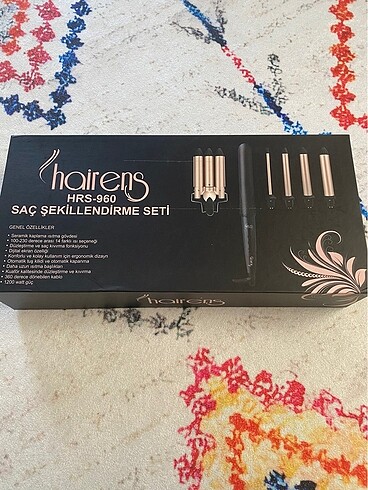 hairens
HRS-960
SAÇ ŞEKİLLENDİRME SETİ
GENEL ÖZELLİKLER
• Seramik kaplama ısıtma gövdesi
• 100-230 derece arası 14 farklı ısı seçeneği
• Düzleştirme ve saç kıvırma fonksiyonu
• Dijital ekran özelliği
• Konforlu ve kolay kullanım için ergonomik dizayn
• Otomatik tuş kilidi ve otomatik kapanma
• Daha uzun ısıtma başlıkları
• Kuaför kalitesinde düzleştirme ve kıvırma
• 360 derece dönebilen kablo
• 1200 watt güç
hairens